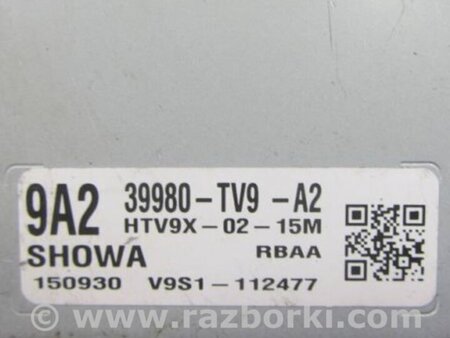 9A2 39980-TV9-A2
HTV9X-02-15M
SHOWA RBAA
150930 V9S1-112477
www.razborki.com